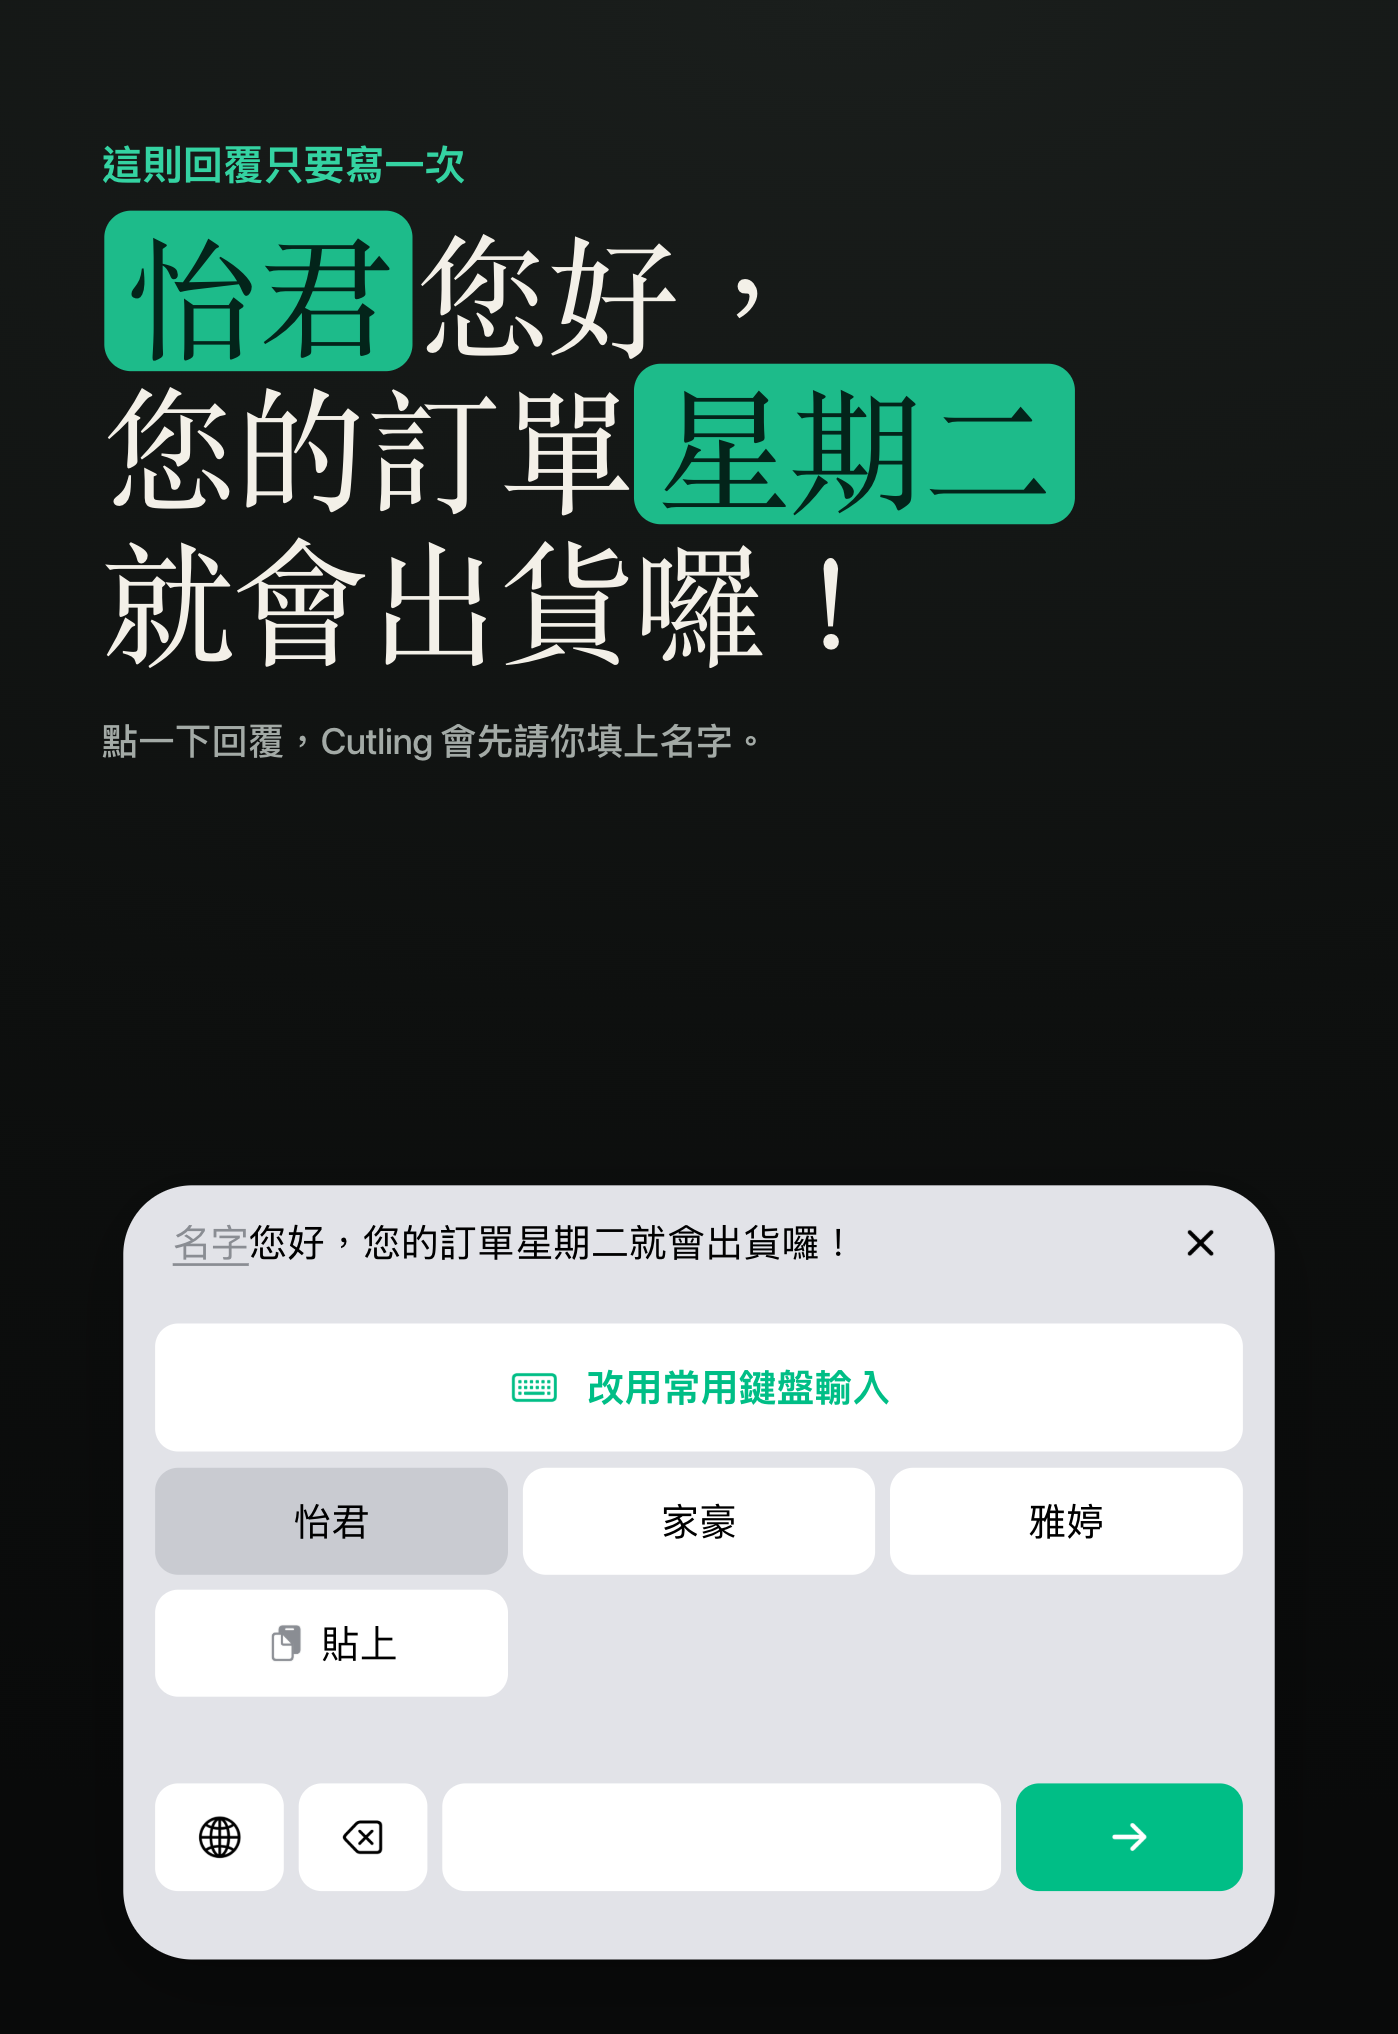 這則回覆只要寫一次
怡君您好，
您的訂單星期二
就會出貨囉！
點一下回覆，Cutling 會先請你填上名字。
名字您好，您的訂單星期二就會出貨囉！
改用常用鍵盤輸入
怡君
家豪
雅婷
貼上